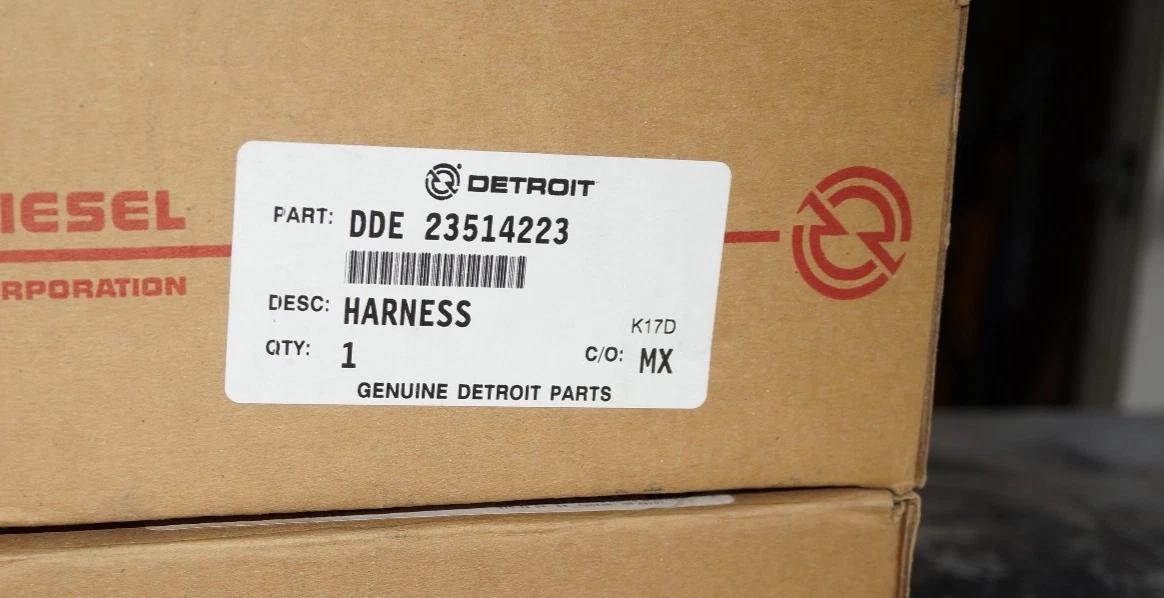 DETROIT
PART: DDE 23514223
DESC: HARNESS
K17D
QTY: 1 C/O: MX
GENUINE DETROIT PARTS
IESEL
RPORATION